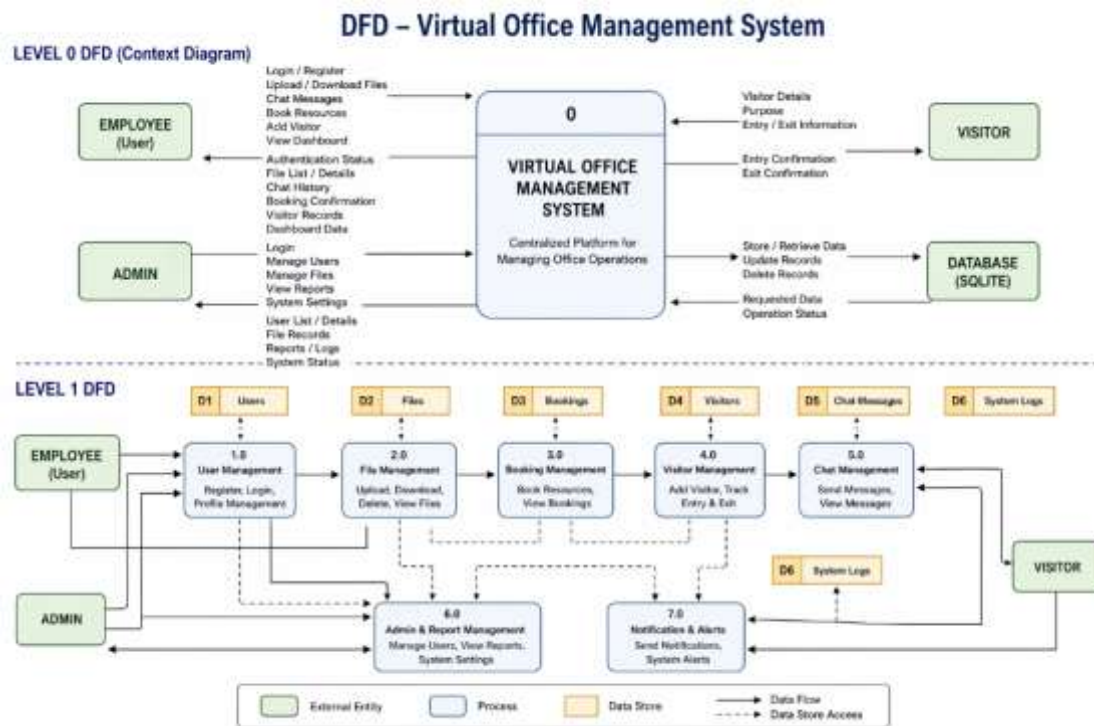 DFD – Virtual Office Management System
LEVEL 0 DFD (Context Diagram)
EMPLOYEE
(User)
Login / Register
Upload / Download Files
Chat Messages
Book Resources
Add Visitor
View Dashboard
Authentication Status
File List / Details
Chat History
Booking Confirmation
Visitor Records
Dashboard Data
ADMIN
Login
Manage Users
Manage Files
View Reports
System Settings
User List / Details
File Records
Reports / Logs
System Status
0
VIRTUAL OFFICE
MANAGEMENT
SYSTEM
Centralized Platform for
Managing Office Operations
Visitor Details
Purpose
Entry / Exit Information
Entry Confirmation
Exit Confirmation
VISITOR
Store / Retrieve Data
Update Records
Delete Records
Requested Data
Operation Status
DATABASE
(SQLITE)
LEVEL 1 DFD
D1 Users
D2 Files
D3 Bookings
D4 Visitors
D5 Chat Messages
D6 System Logs
EMPLOYEE
(User)
1.0
User Management
Register, Login,
Profile Management
2.0
File Management
Upload, Download,
Delete, View Files
3.0
Booking Management
Book Resources,
View Bookings
4.0
Visitor Management
Add Visitor, Track
Entry & Exit
5.0
Chat Management
Send Messages,
View Messages
D6 System Logs
VISITOR
ADMIN
6.0
Admin & Report Management
Manage Users, View Reports,
System Settings
7.0
Notification & Alerts
Send Notifications,
System Alerts
External Entity
Process
Data Store
Data Flow
Data Store Access